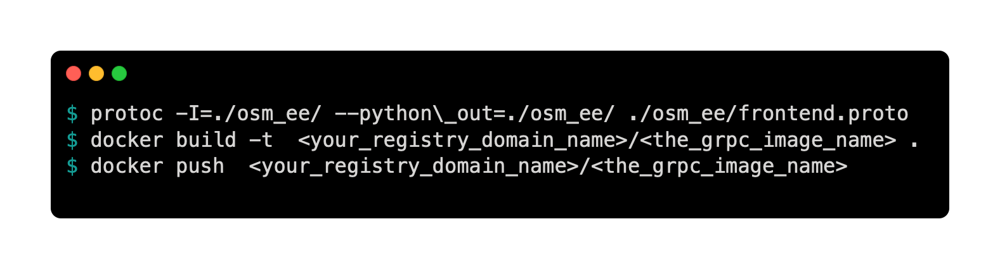 $ protoc -I=./osm_ee/ --python\_out=./osm_ee/ ./osm_ee/frontend.proto
$ docker build -t  <your_registry_domain_name>/<the_grpc_image_name> .
$ docker push  <your_registry_domain_name>/<the_grpc_image_name>